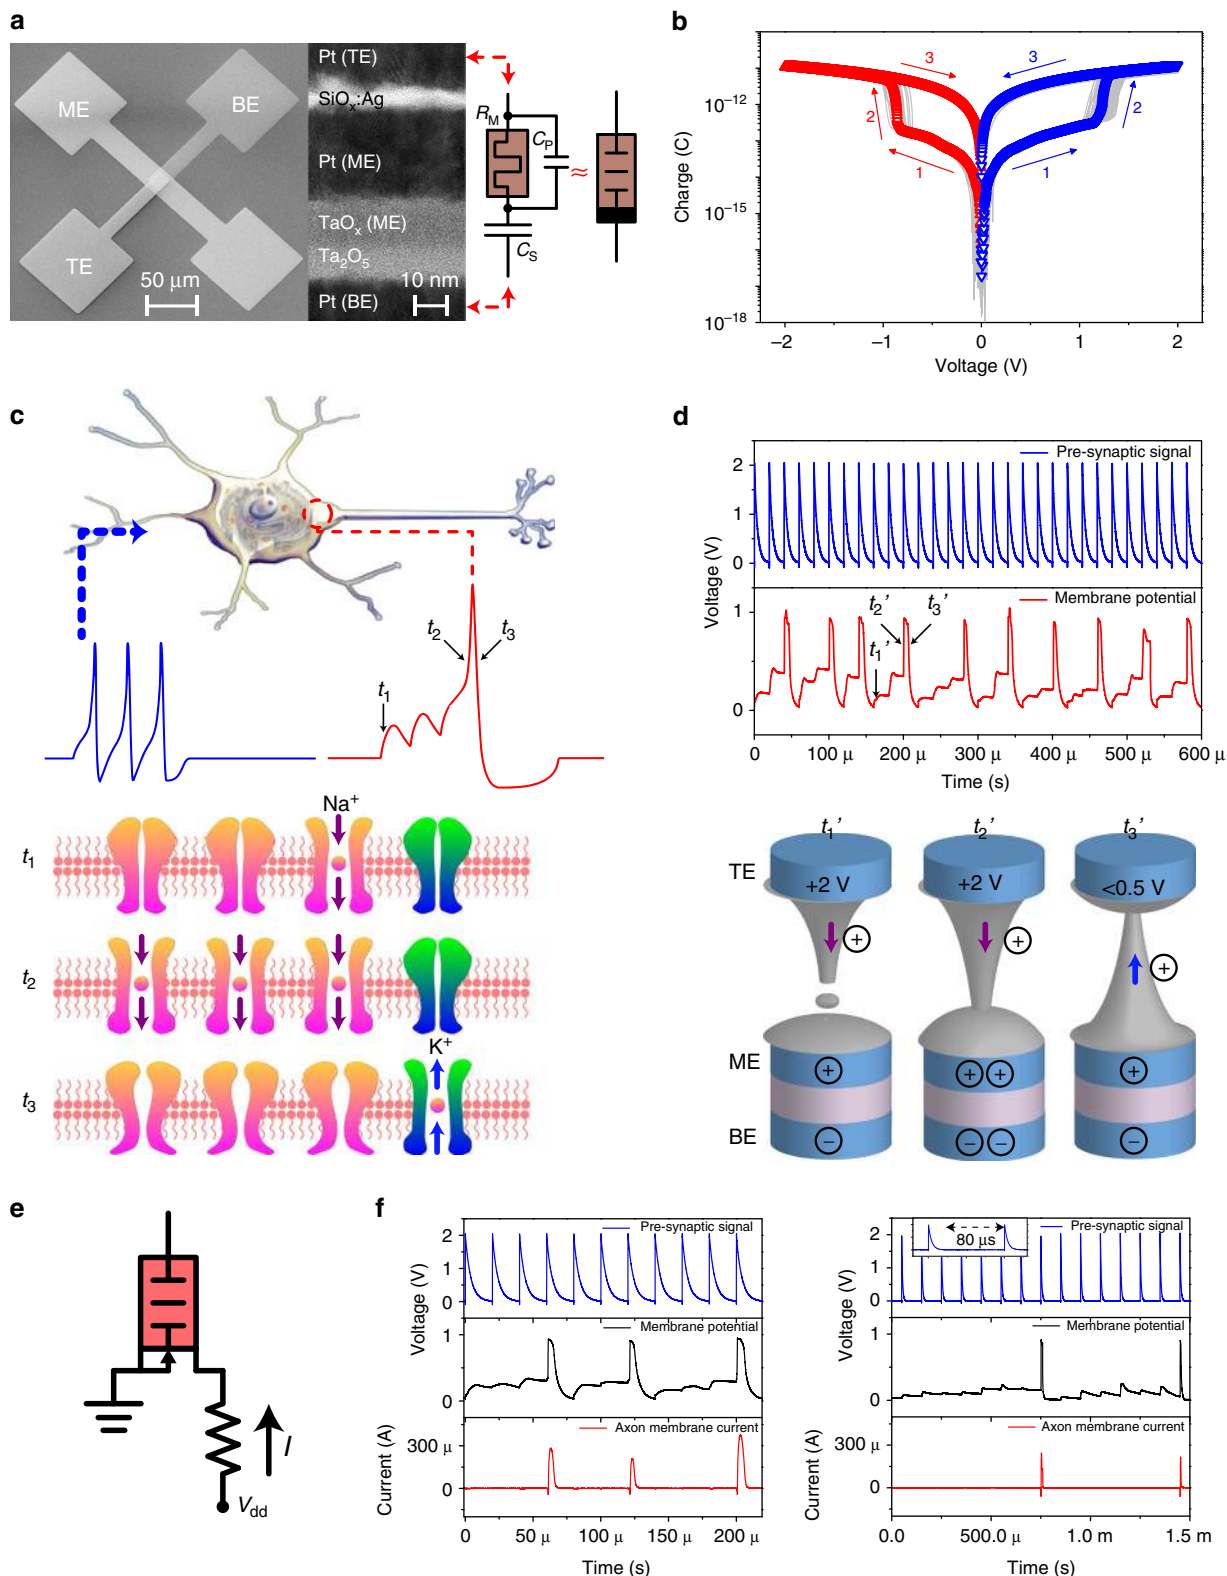 a
ME
BE
TE
50 μm
Pt (TE)
SiOₓ:Ag
Pt (ME)
TaOₓ (ME)
Ta₂O₅
Pt (BE)
10 nm
R_M
C_P
≈
C_S
b
3
3
2
2
1
1
10⁻¹²
10⁻¹⁵
10⁻¹⁸
Charge (C)
−2
−1
0
1
2
Voltage (V)
c
t₂
t₃
t₁
Na⁺
t₁
t₂
K⁺
t₃
d
Pre-synaptic signal
2
1
0
Voltage (V)
Membrane potential
1
0
t₂′
t₃′
t₁′
0
100 μ
200 μ
300 μ
400 μ
500 μ
600 μ
Time (s)
t₁′
t₂′
t₃′
TE
+2 V
+2 V
<0.5 V
+
+
+
ME
+
+ +
+
BE
−
− −
−
e
I
V_dd
f
Pre-synaptic signal
2
1
0
Voltage (V)
Membrane potential
1
0
Axon membrane current
300 μ
0
Current (A)
0
50 μ
100 μ
150 μ
200 μ
Time (s)
80 μs
Pre-synaptic signal
2
1
0
Voltage (V)
Membrane potential
1
0
Axon membrane current
300 μ
0
Current (A)
0.0
500.0 μ
1.0 m
1.5 m
Time (s)